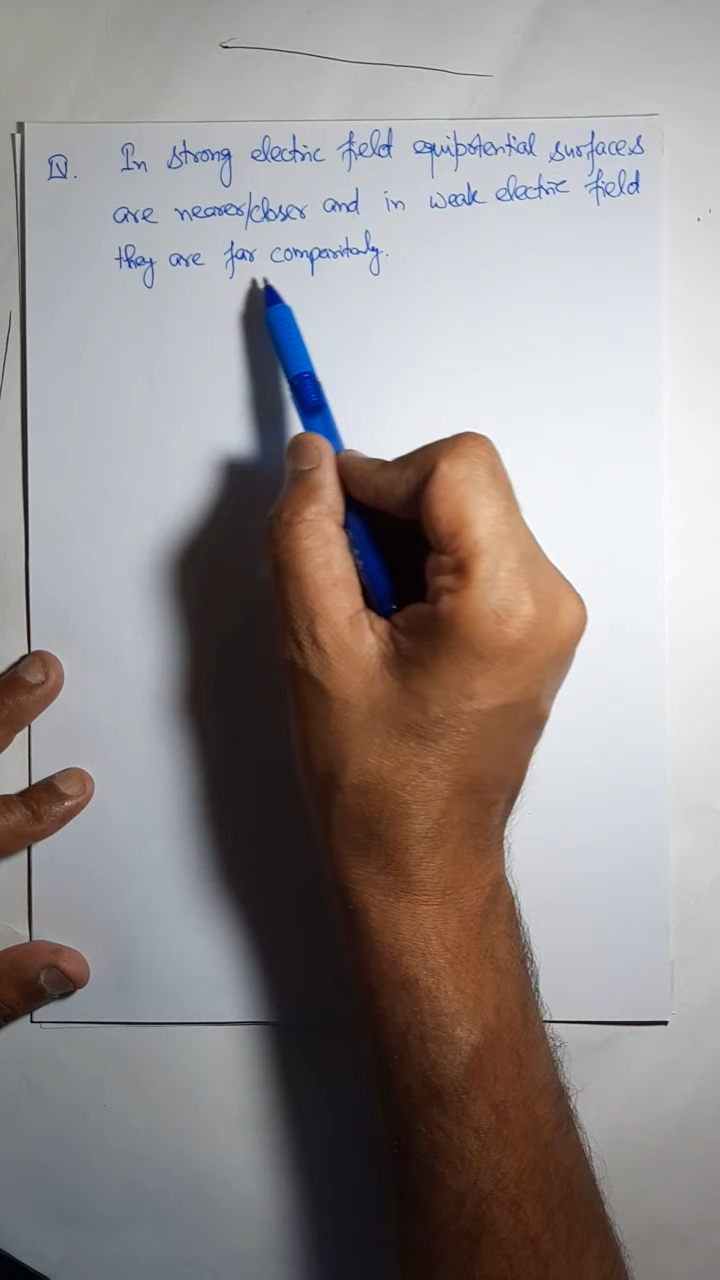 IV. In strong electric field equipotential surfaces
are nearer/closer and in weak electric field
they are far comparitaly.